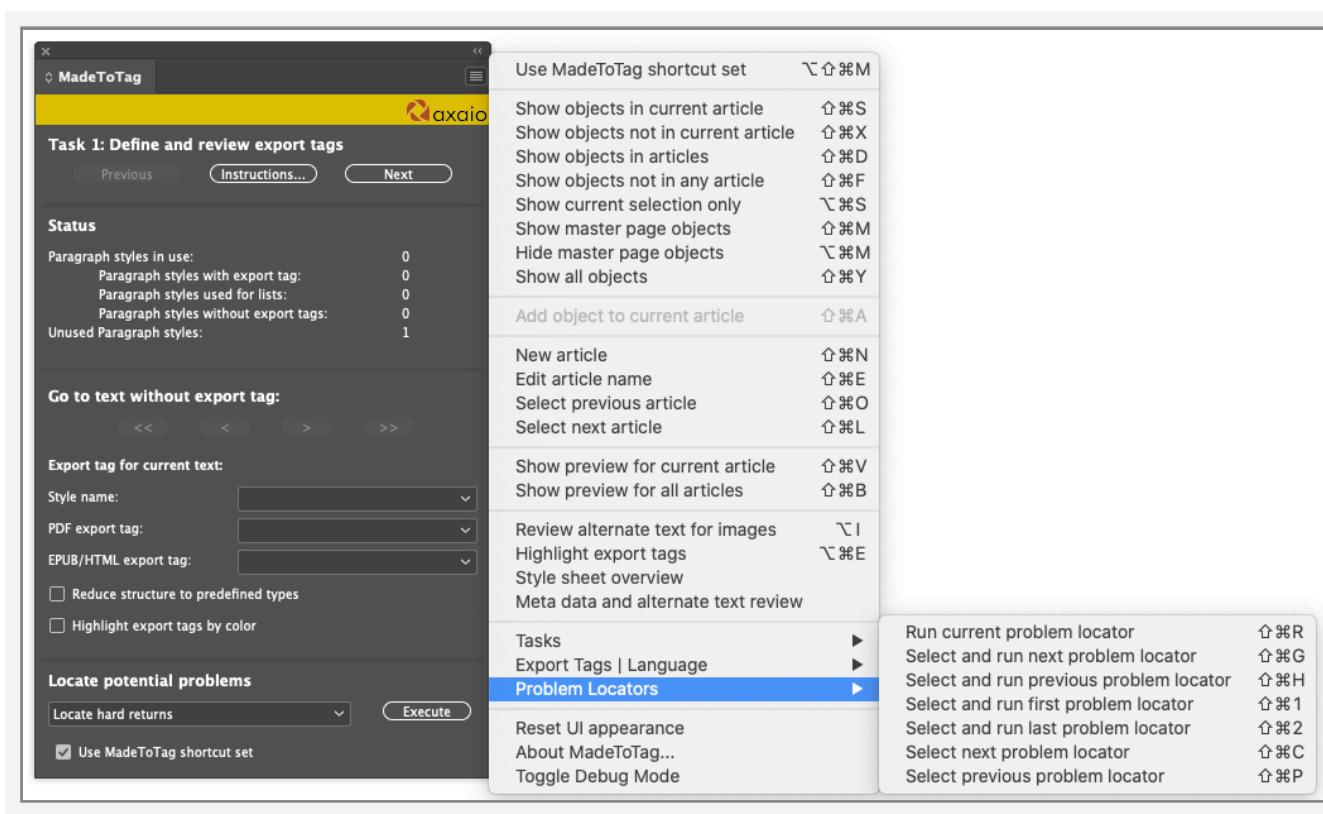 MadeToTag
axaio
Task 1: Define and review export tags
Previous Instructions... Next
Status
Paragraph styles in use: 0
Paragraph styles with export tag: 0
Paragraph styles used for lists: 0
Paragraph styles without export tags: 0
Unused Paragraph styles: 1
Go to text without export tag:
<< < > >>
Export tag for current text:
Style name:
PDF export tag:
EPUB/HTML export tag:
Reduce structure to predefined types
Highlight export tags by color
Locate potential problems
Locate hard returns Execute
Use MadeToTag shortcut set
Use MadeToTag shortcut set ⌥⇧⌘M
Show objects in current article ⇧⌘S
Show objects not in current article ⇧⌘X
Show objects in articles ⇧⌘D
Show objects not in any article ⇧⌘F
Show current selection only ⌥⌘S
Show master page objects ⇧⌘M
Hide master page objects ⌥⌘M
Show all objects ⇧⌘Y
Add object to current article ⇧⌘A
New article ⇧⌘N
Edit article name ⇧⌘E
Select previous article ⇧⌘O
Select next article ⇧⌘L
Show preview for current article ⇧⌘V
Show preview for all articles ⇧⌘B
Review alternate text for images ⌥I
Highlight export tags ⌥⌘E
Style sheet overview
Meta data and alternate text review
Tasks
Export Tags | Language
Problem Locators
Reset UI appearance
About MadeToTag...
Toggle Debug Mode
Run current problem locator ⇧⌘R
Select and run next problem locator ⇧⌘G
Select and run previous problem locator ⇧⌘H
Select and run first problem locator ⇧⌘1
Select and run last problem locator ⇧⌘2
Select next problem locator ⇧⌘C
Select previous problem locator ⇧⌘P